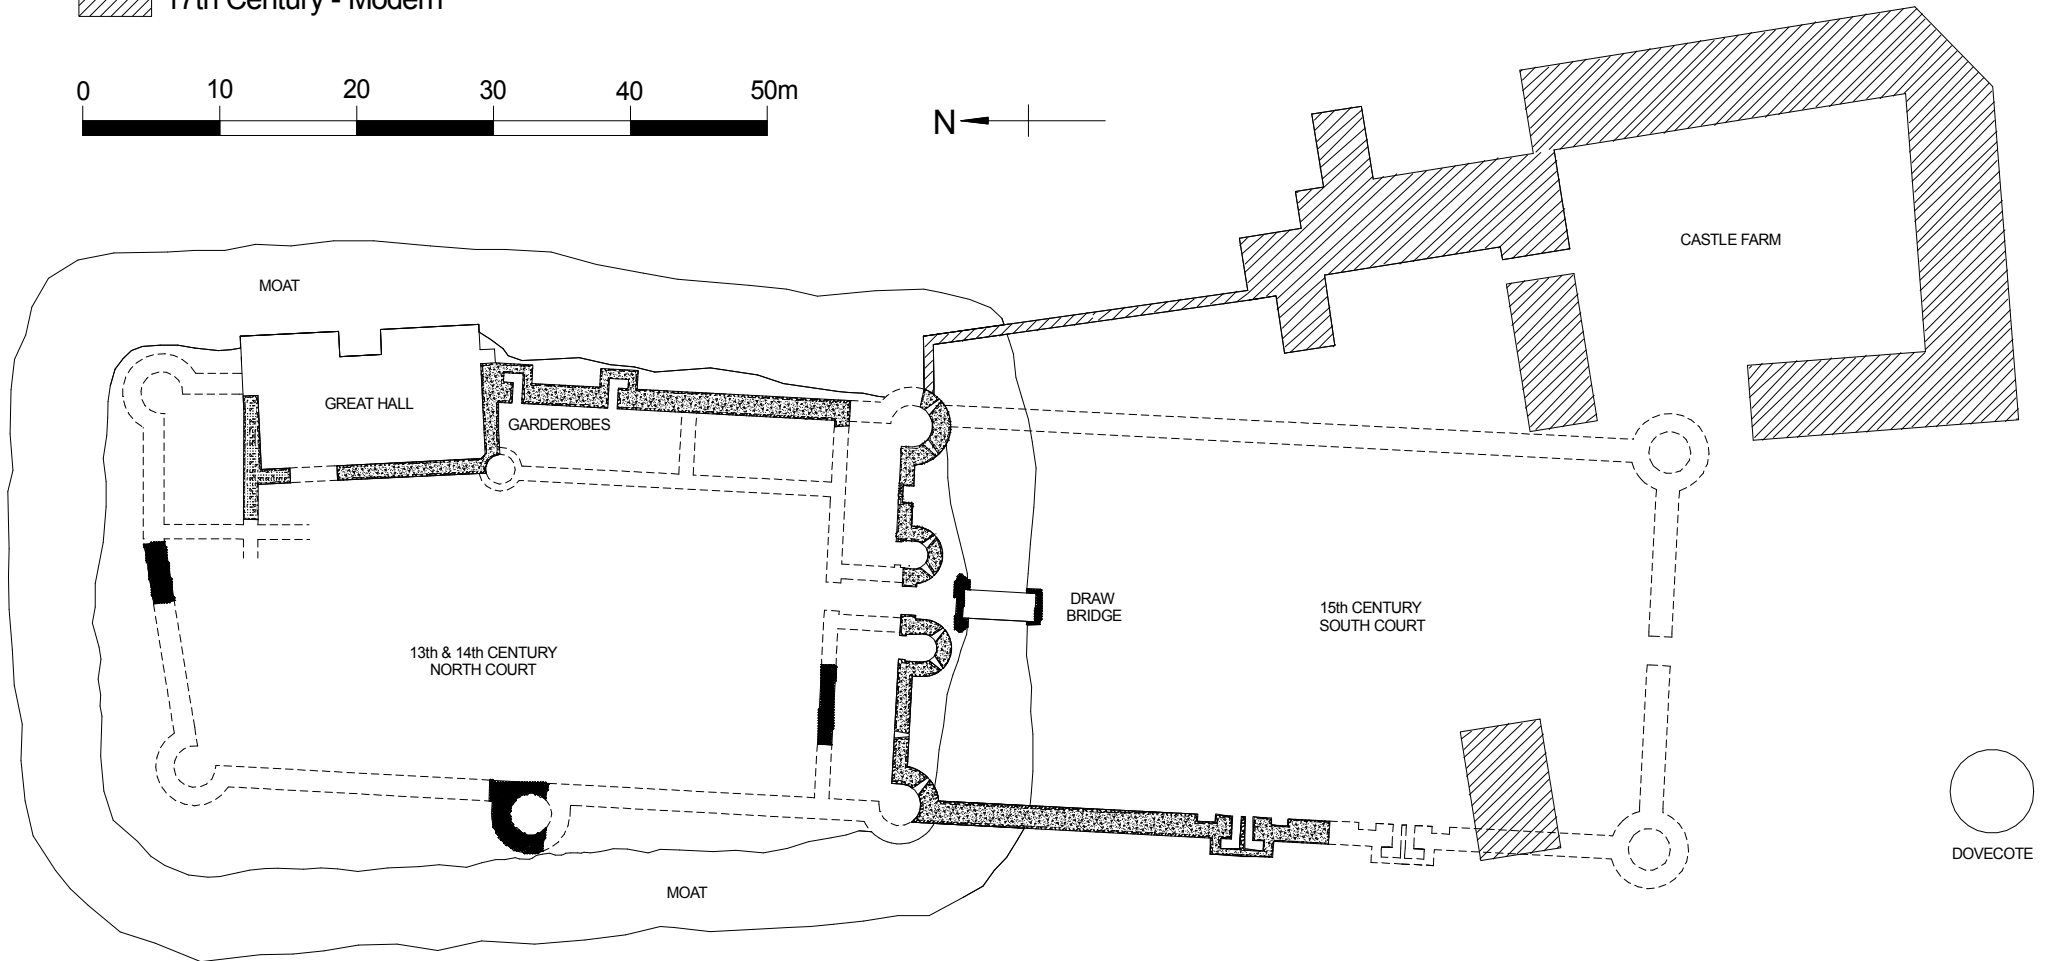 17th Century - Modern
0 10 20 30 40 50m
N
CASTLE FARM
MOAT
GREAT HALL
GARDEROBES
DRAW
BRIDGE
15th CENTURY
SOUTH COURT
13th & 14th CENTURY
NORTH COURT
DOVECOTE
MOAT